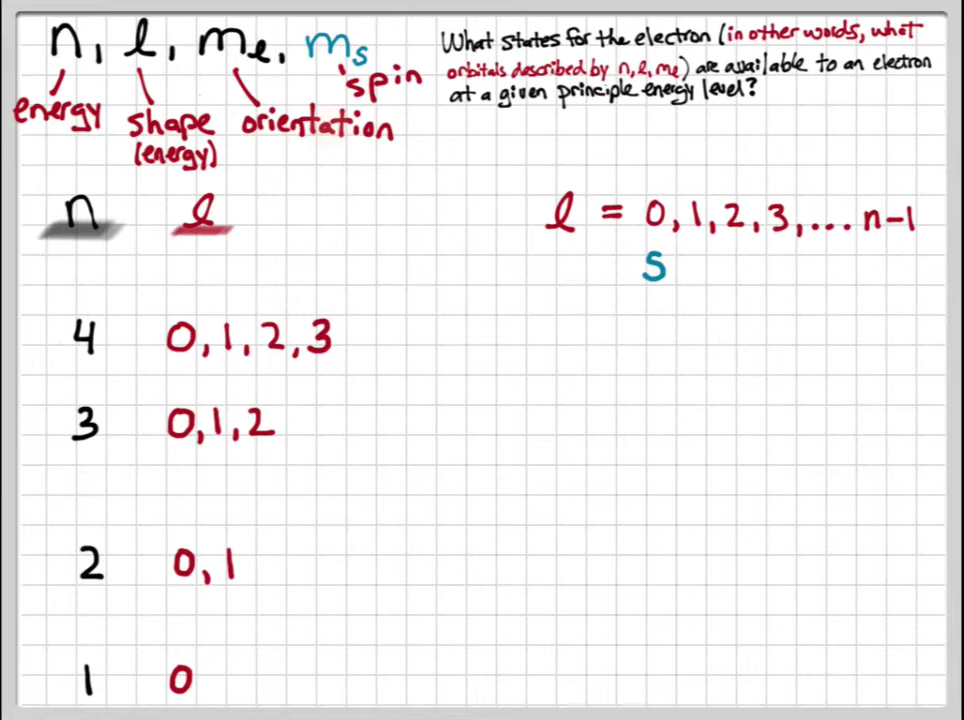 n, l, mₗ, mₛ
energy
shape
(energy)
orientation
spin
What states for the electron (in other words, what
orbitals described by n, l, mₗ) are available to an electron
at a given principle energy level?
n l
l = 0, 1, 2, 3, ... n-1
s
4 0, 1, 2, 3
3 0, 1, 2
2 0, 1
1 0